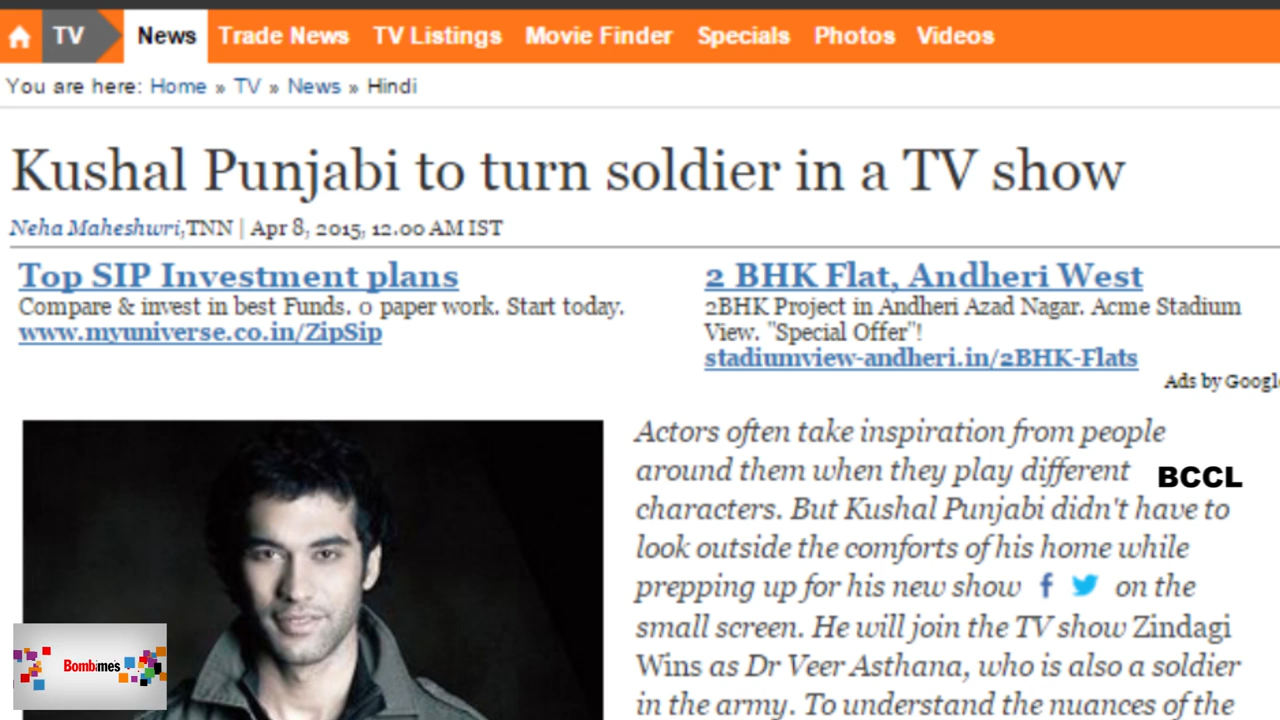 TV News Trade News TV Listings Movie Finder Specials Photos Videos
You are here: Home » TV » News » Hindi
Kushal Punjabi to turn soldier in a TV show
Neha Maheshwri,TNN | Apr 8, 2015, 12.00 AM IST
Top SIP Investment plans
Compare & invest in best Funds. 0 paper work. Start today.
www.myuniverse.co.in/ZipSip
2 BHK Flat, Andheri West
2BHK Project in Andheri Azad Nagar. Acme Stadium
View. "Special Offer"!
stadiumview-andheri.in/2BHK-Flats
Ads by Google
Actors often take inspiration from people
around them when they play different
BCCL
characters. But Kushal Punjabi didn't have to
look outside the comforts of his home while
prepping up for his new show on the
small screen. He will join the TV show Zindagi
Wins as Dr Veer Asthana, who is also a soldier
in the army. To understand the nuances of the
Bombimes